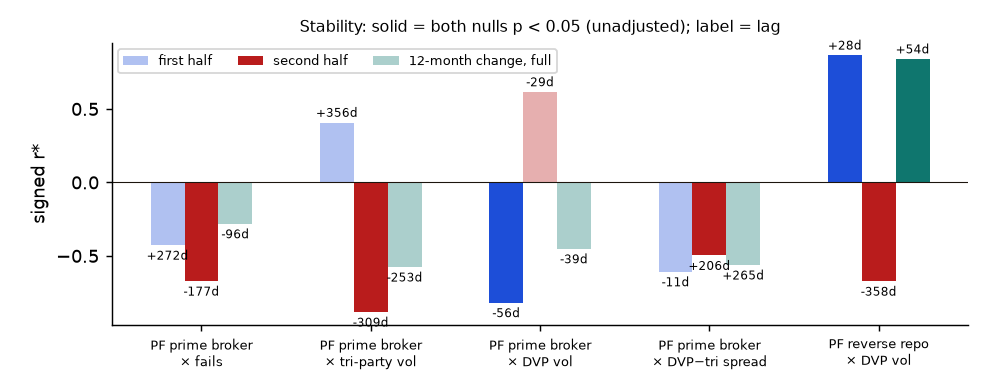 Stability: solid = both nulls p < 0.05 (unadjusted); label = lag
first half
second half
12-month change, full
signed r*
0.5
0.0
−0.5
+272d
-177d
-96d
+356d
-309d
-253d
-56d
-29d
-39d
-11d
+206d
+265d
+28d
-358d
+54d
PF prime broker
× fails
PF prime broker
× tri-party vol
PF prime broker
× DVP vol
PF prime broker
× DVP−tri spread
PF reverse repo
× DVP vol